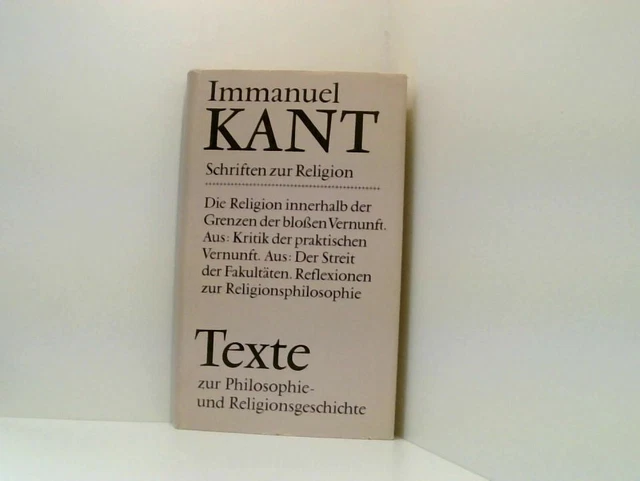 Immanuel
KANT
Schriften zur Religion
Die Religion innerhalb der
Grenzen der bloßen Vernunft.
Aus: Kritik der praktischen
Vernunft. Aus: Der Streit
der Fakultäten. Reflexionen
zur Religionsphilosophie
Texte
zur Philosophie-
und Religionsgeschichte